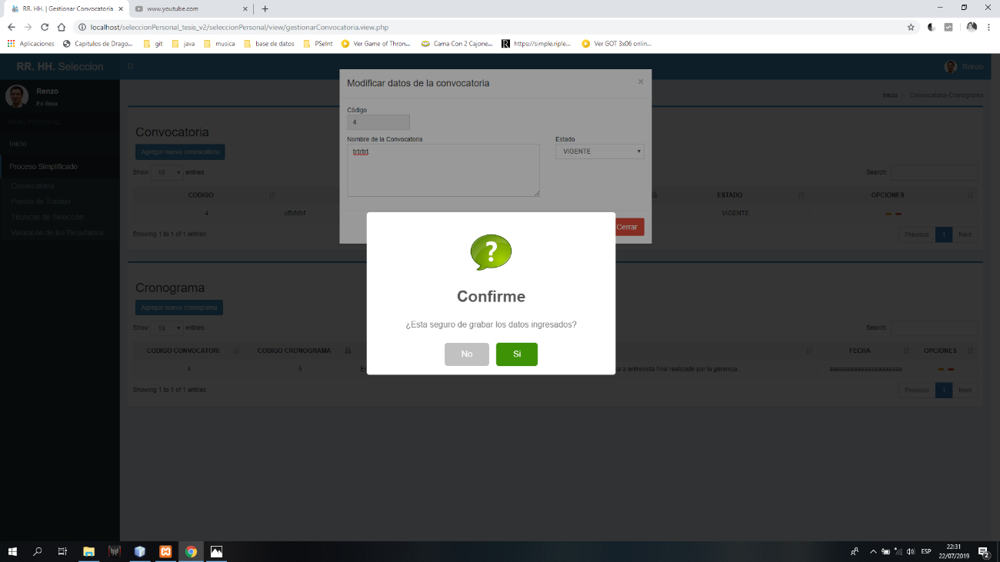 RR. HH. | Gestionar Convocatoria
www.youtube.com
localhost/seleccionPersonal_tesis_v2/seleccionPersonal/view/gestionarConvocatoria.view.php
Aplicaciones Capitulos de Drago... git java musica base de datos PSeInt Ver Game of Thron... Cama Con 2 Cajone... https://simple.riple... Ver GOT 3x06 onlin...
RR. HH. Seleccion
Renzo
Renzo
En linea
MENU PRINCIPAL
Inicio
Proceso Simplificado
Convocatoria
Puesto de Trabajo
Técnicas de Selección
Valoración de los Resultados
Inicio Convocatoria-Cronograma
Modificar datos de la convocatoria ×
Código
4
Nombre de la Convocatoria Estado
trtrtrt VIGENTE
Cerrar
Convocatoria
Agregar nueva convocatoria
Show 10 entries Search:
CODIGO ESTADO OPCIONES
4 VIGENTE
Showing 1 to 1 of 1 entries Previous 1 Next
?
Confirme
¿Esta seguro de grabar los datos ingresados?
No Si
Cronograma
Agregar nuevo cronograma
Show 10 entries Search:
CODIGO CONVOCATORI CODIGO CRONOGRAMA FECHA OPCIONES
4 5 a entrevista final realizado por la gerencia.
Showing 1 to 1 of 1 entries Previous 1 Next
ESP
22:31
22/07/2019
2